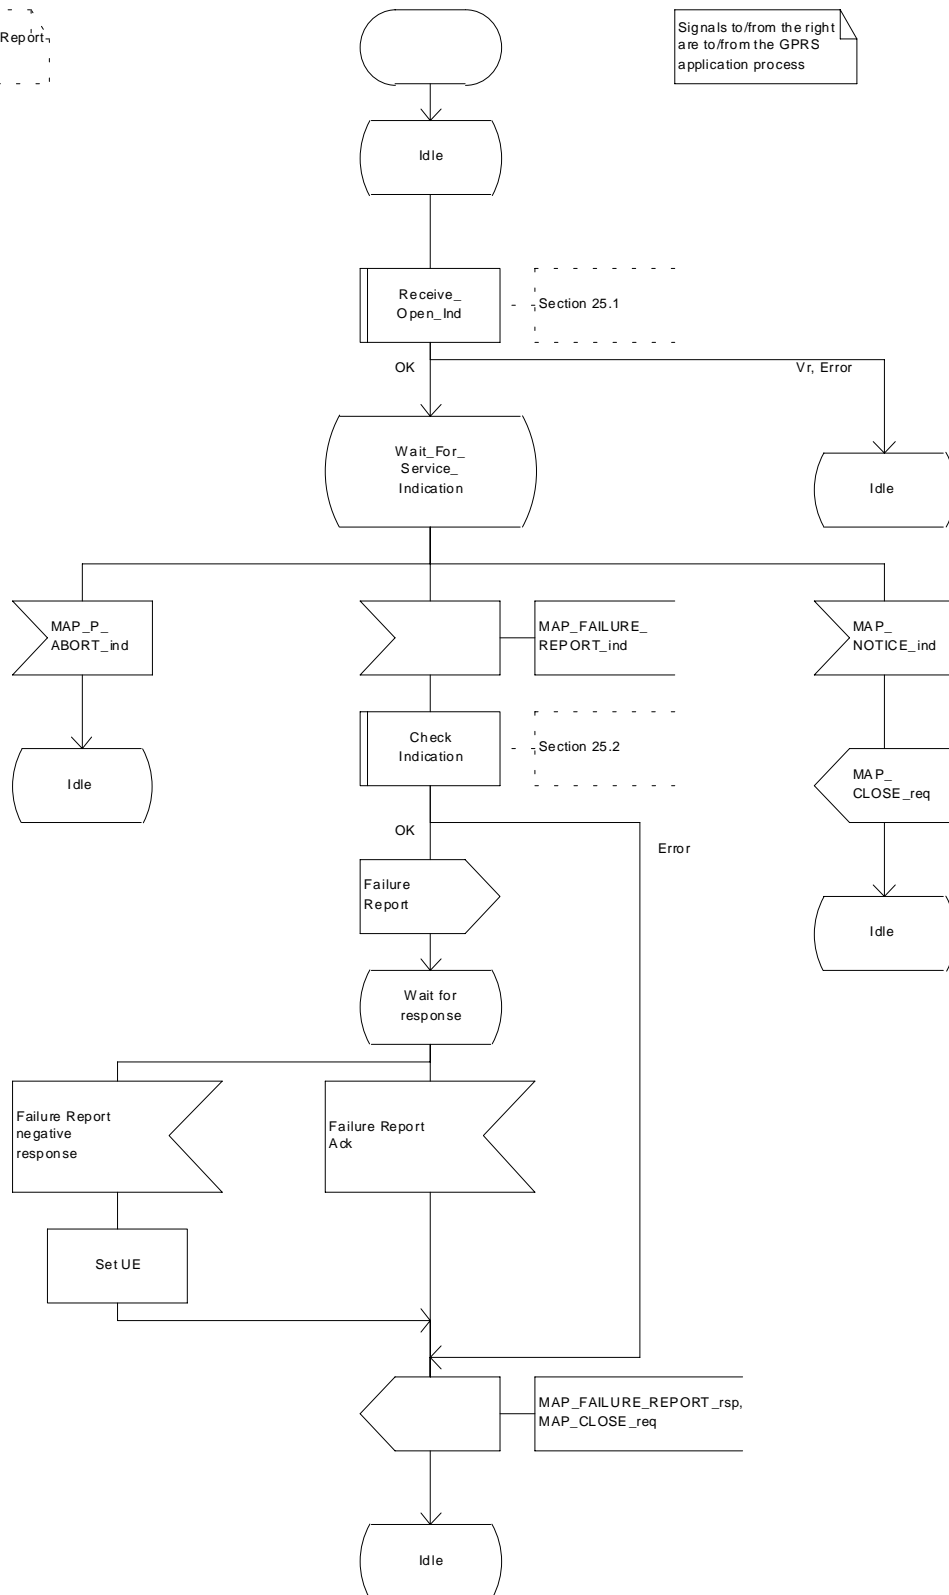 Report
Signals to/from the right
are to/from the GPRS
application process
Idle
Receive_
Open_Ind
Section 25.1
OK
Vr, Error
Wait_For_
Service_
Indication
Idle
MAP_P_
ABORT_ind
MAP_FAILURE_
REPORT_ind
MAP_
NOTICE_ind
Check
Indication
Section 25.2
Idle
MAP_
CLOSE_req
OK
Error
Failure
Report
Idle
Wait for
response
Failure Report
negative
response
Failure Report
Ack
Set UE
MAP_FAILURE_REPORT_rsp,
MAP_CLOSE_req
Idle